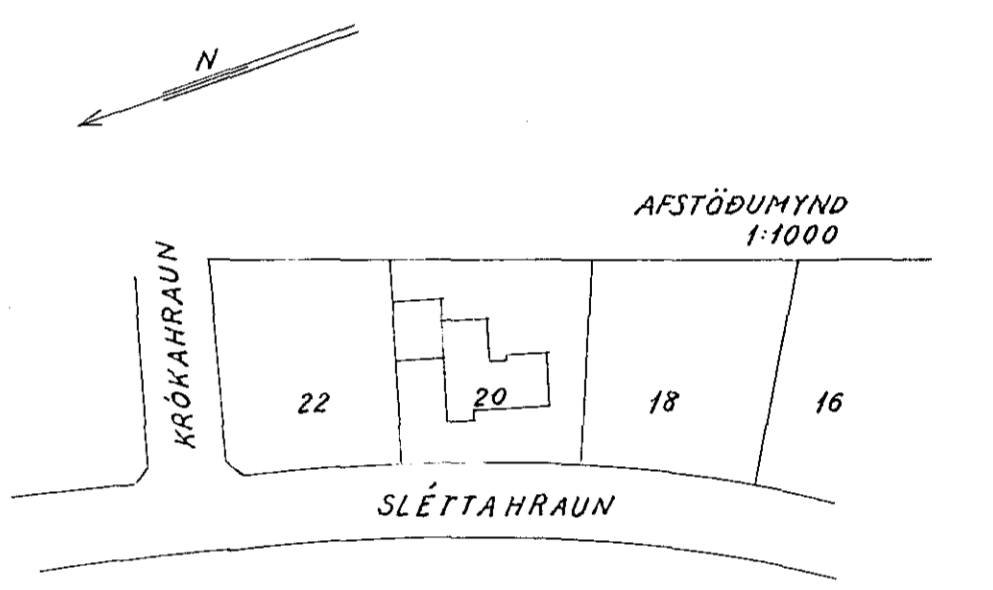 N
AFSTÖÐUMYND
1:1000
KRÓKAHRAUN
22
20
18
16
SLÉTTAHRAUN